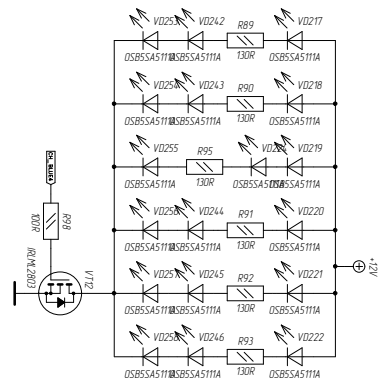 VD253 VD242 R89 VD217
OSB5SA5111A OSB5SA5111A 130R OSB5SA5111A
VD254 VD243 R90 VD218
OSB5SA5111A OSB5SA5111A 130R OSB5SA5111A
VD255 R95 VD219
OSB5SA5111A 130R OSB5SA5111A OSB5SA5111A
VD256 VD244 R91 VD220
OSB5SA5111A OSB5SA5111A 130R OSB5SA5111A
VD257 VD245 R92 VD221
OSB5SA5111A OSB5SA5111A 130R OSB5SA5111A
VD258 VD246 R93 VD222
OSB5SA5111A OSB5SA5111A 130R OSB5SA5111A
CH_BLUE4
R98
100R
VT12
IRLML2803
+12V